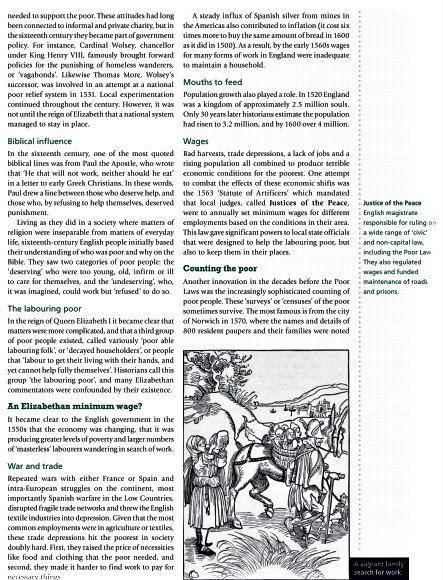 needed to support the poor. These attitudes had long
been connected to informal and private charity, but in
the sixteenth century they became part of government
policy. For instance, Cardinal Wolsey, chancellor
under King Henry VIII, famously brought forward
policies for the punishing of homeless wanderers,
or 'vagabonds'. Likewise Thomas More, Wolsey's
successor, was involved in an attempt at a national
poor relief system in 1531. Local experimentation
continued throughout the century. However, it was
not until the reign of Elizabeth that a national system
managed to stay in place.
Biblical influence
In the sixteenth century, one of the most quoted
biblical lines was from Paul the Apostle, who wrote
that 'He that will not work, neither should he eat'
in a letter to early Greek Christians. In these words,
Paul drew a line between those who deserve help, and
those who, by refusing to help themselves, deserved
punishment.
Living as they did in a society where matters of
religion were inseparable from matters of everyday
life, sixteenth-century English people initially based
their understanding of who was poor and why on the
Bible. They saw two categories of poor people: the
'deserving' who were too young, old, infirm or ill
to care for themselves, and the 'undeserving', who,
it was imagined, could work but 'refused' to do so.
The labouring poor
In the reign of Queen Elizabeth I it became clear that
matters were more complicated, and that a third group
of poor people existed, called variously 'poor able
labouring folk', or 'decayed householders', or people
that 'labour to get their living with their hands, and
yet cannot help fully themselves'. Historians call this
group 'the labouring poor', and many Elizabethan
commentators were confounded by their existence.
An Elizabethan minimum wage?
It became clear to the English government in the
1550s that the economy was changing, that it was
producing greater levels of poverty and larger numbers
of 'masterless' labourers wandering in search of work.
War and trade
Repeated wars with either France or Spain and
intra-European struggles on the continent, most
importantly Spanish warfare in the Low Countries,
disrupted fragile trade networks and threw the English
textile industries into depression. Given that the most
common employments were in agriculture or textiles,
these trade depressions hit the poorest in society
doubly hard. First, they raised the price of necessities
like food and clothing that the poor needed, and
second, they made it harder to find work to pay for
necessary things.
A steady influx of Spanish silver from mines in
the Americas also contributed to inflation (it cost six
times more to buy the same amount of bread in 1600
as it did in 1500). As a result, by the early 1560s wages
for many forms of work in England were inadequate
to maintain a household.
Mouths to feed
Population growth also played a role. In 1520 England
was a kingdom of approximately 2.5 million souls.
Only 30 years later historians estimate the population
had risen to 3.2 million, and by 1600 over 4 million.
Wages
Bad harvests, trade depressions, a lack of jobs and a
rising population all combined to produce terrible
economic conditions for the poorest. One attempt
to combat the effects of these economic shifts was
the 1563 'Statute of Artificers' which mandated
that local judges, called Justices of the Peace, were
to annually set minimum wages for different
employments based on the conditions in their area.
This law gave significant powers to local state officials
that were designed to help the labouring poor, but
also to keep them in their places.
Counting the poor
Another innovation in the decades before the Poor
Laws was the increasingly sophisticated counting of
poor people. These 'surveys' or 'censuses' of the poor
sometimes survive. The most famous is from the city
of Norwich in 1570, where the names and details of
800 resident paupers and their families were noted
Justice of the Peace
English magistrate
responsible for ruling on
a wide range of 'civic'
and non-capital law,
including the Poor Law
They also regulated
wages and funded
maintenance of roads
and prisons.
A vagrant family
search for work